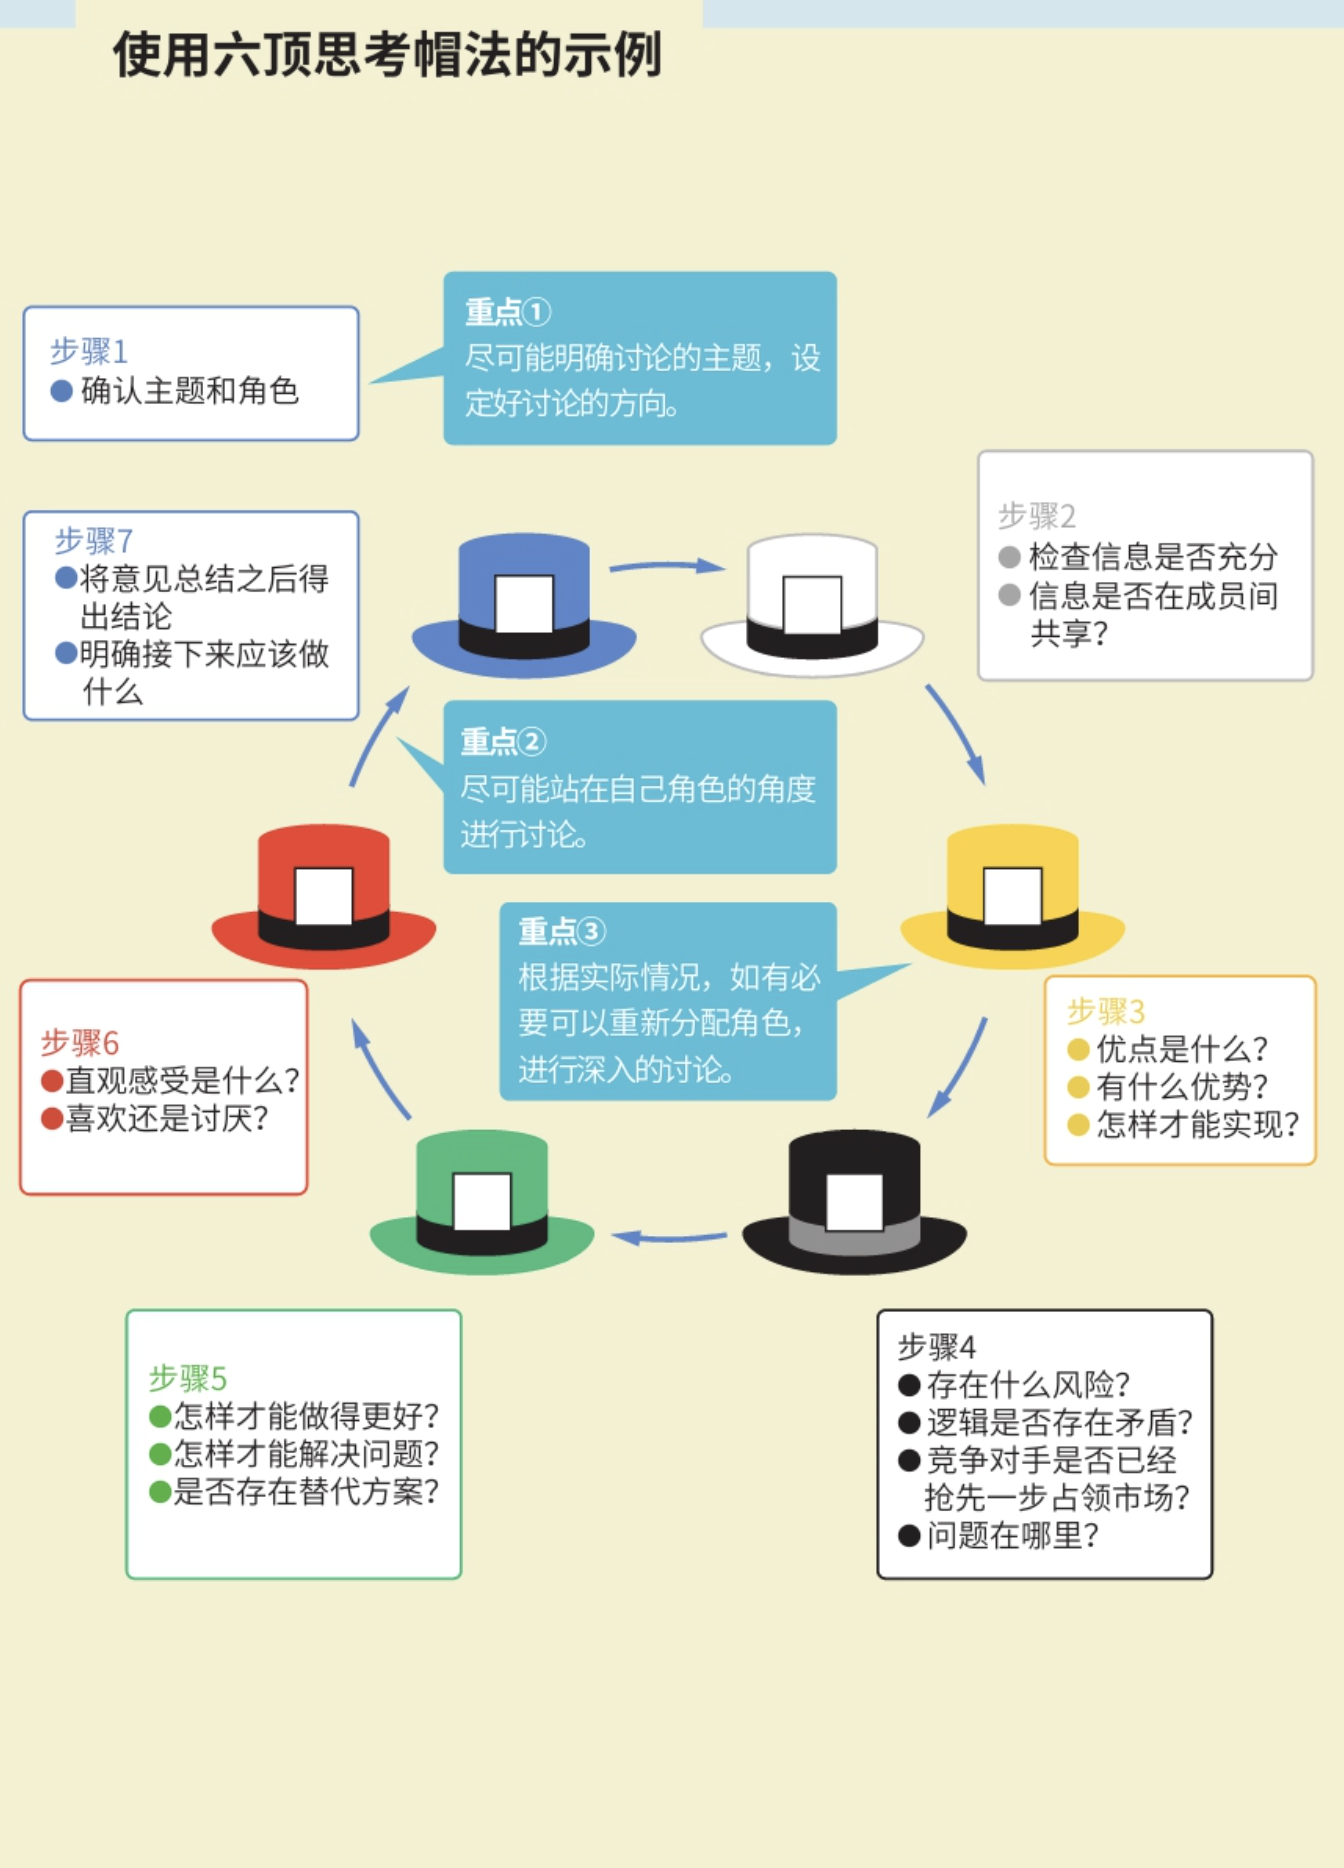 使用六顶思考帽法的示例
步骤1
● 确认主题和角色
重点①
尽可能明确讨论的主题，设
定好讨论的方向。
步骤2
● 检查信息是否充分
● 信息是否在成员间
共享？
步骤7
●将意见总结之后得
出结论
●明确接下来应该做
什么
重点②
尽可能站在自己角色的角度
进行讨论。
重点③
根据实际情况，如有必
要可以重新分配角色，
进行深入的讨论。
步骤3
● 优点是什么？
● 有什么优势？
● 怎样才能实现？
步骤6
●直观感受是什么？
●喜欢还是讨厌？
步骤5
●怎样才能做得更好？
●怎样才能解决问题？
●是否存在替代方案？
步骤4
● 存在什么风险？
● 逻辑是否存在矛盾？
● 竞争对手是否已经
抢先一步占领市场？
● 问题在哪里？